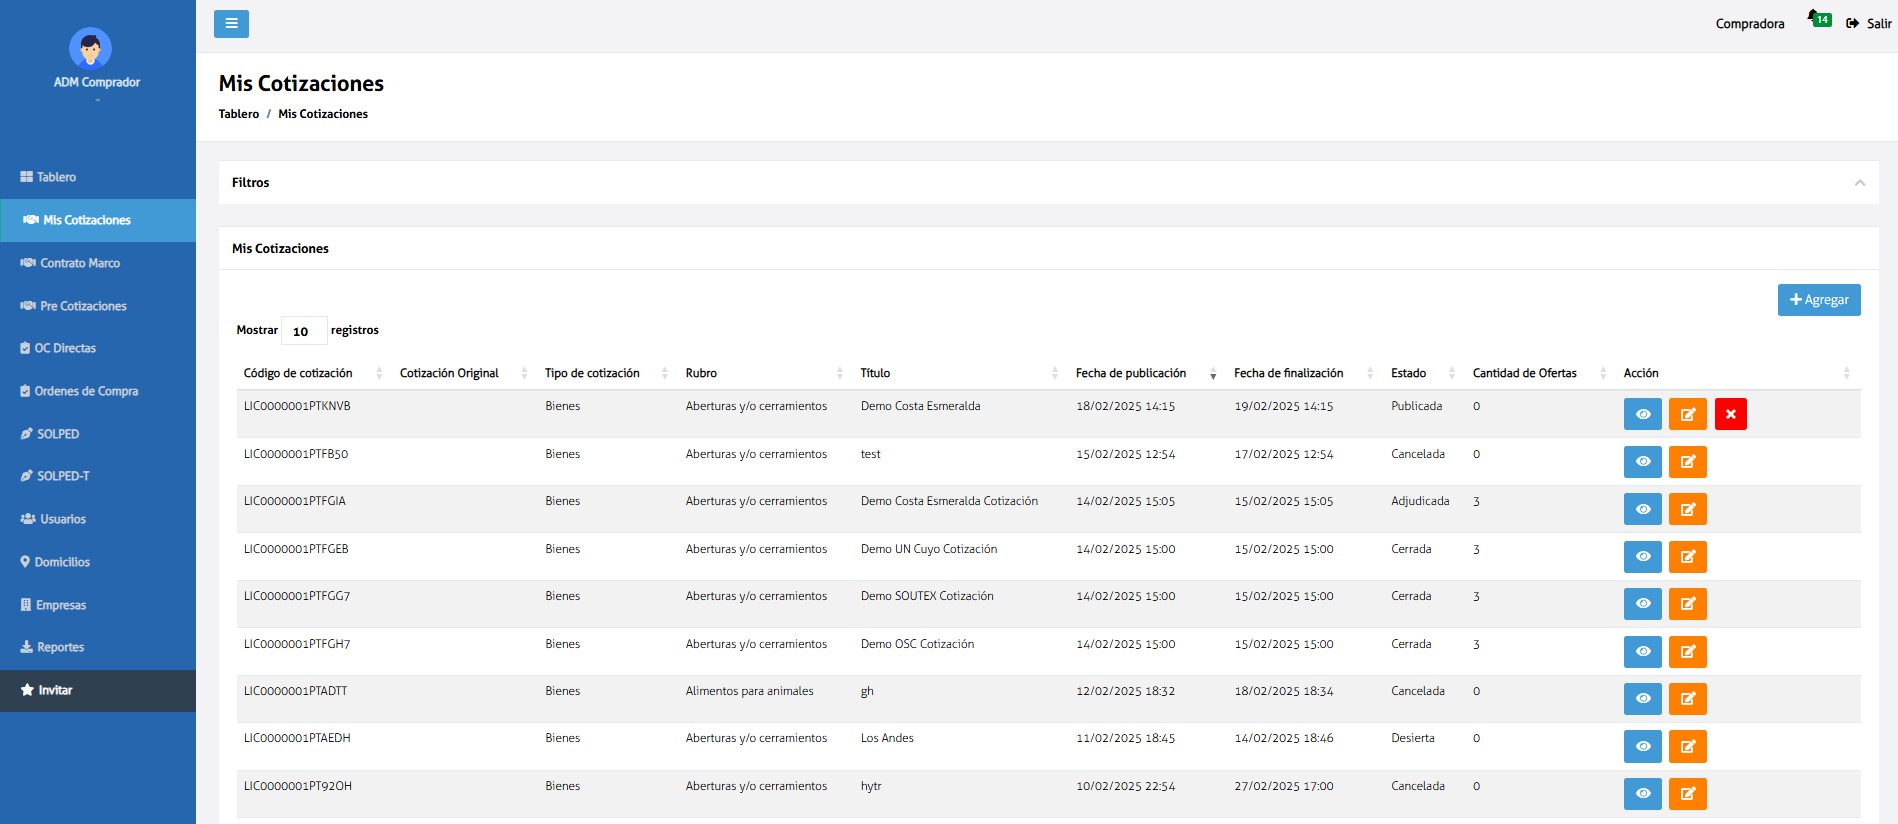 Compradora 14 Salir
ADM Comprador
Mis Cotizaciones
Tablero / Mis Cotizaciones
Tablero
Mis Cotizaciones
Contrato Marco
Pre Cotizaciones
OC Directas
Ordenes de Compra
SOLPED
SOLPED-T
Usuarios
Domicilios
Empresas
Reportes
Invitar
Filtros
Mis Cotizaciones
Agregar
Mostrar 10 registros
Código de cotización Cotización Original Tipo de cotización Rubro Título Fecha de publicación Fecha de finalización Estado Cantidad de Ofertas Acción
LIC0000001PTKNVB Bienes Aberturas y/o cerramientos Demo Costa Esmeralda 18/02/2025 14:15 19/02/2025 14:15 Publicada 0
LIC0000001PTFB50 Bienes Aberturas y/o cerramientos test 15/02/2025 12:54 17/02/2025 12:54 Cancelada 0
LIC0000001PTFGIA Bienes Aberturas y/o cerramientos Demo Costa Esmeralda Cotización 14/02/2025 15:05 15/02/2025 15:05 Adjudicada 3
LIC0000001PTFGEB Bienes Aberturas y/o cerramientos Demo UN Cuyo Cotización 14/02/2025 15:00 15/02/2025 15:00 Cerrada 3
LIC0000001PTFGG7 Bienes Aberturas y/o cerramientos Demo SOUTEX Cotización 14/02/2025 15:00 15/02/2025 15:00 Cerrada 3
LIC0000001PTFGH7 Bienes Aberturas y/o cerramientos Demo OSC Cotización 14/02/2025 15:00 15/02/2025 15:00 Cerrada 3
LIC0000001PTADTT Bienes Alimentos para animales gh 12/02/2025 18:32 18/02/2025 18:34 Cancelada 0
LIC0000001PTAEDH Bienes Aberturas y/o cerramientos Los Andes 11/02/2025 18:45 14/02/2025 18:46 Desierta 0
LIC0000001PT92OH Bienes Aberturas y/o cerramientos hytr 10/02/2025 22:54 27/02/2025 17:00 Cancelada 0